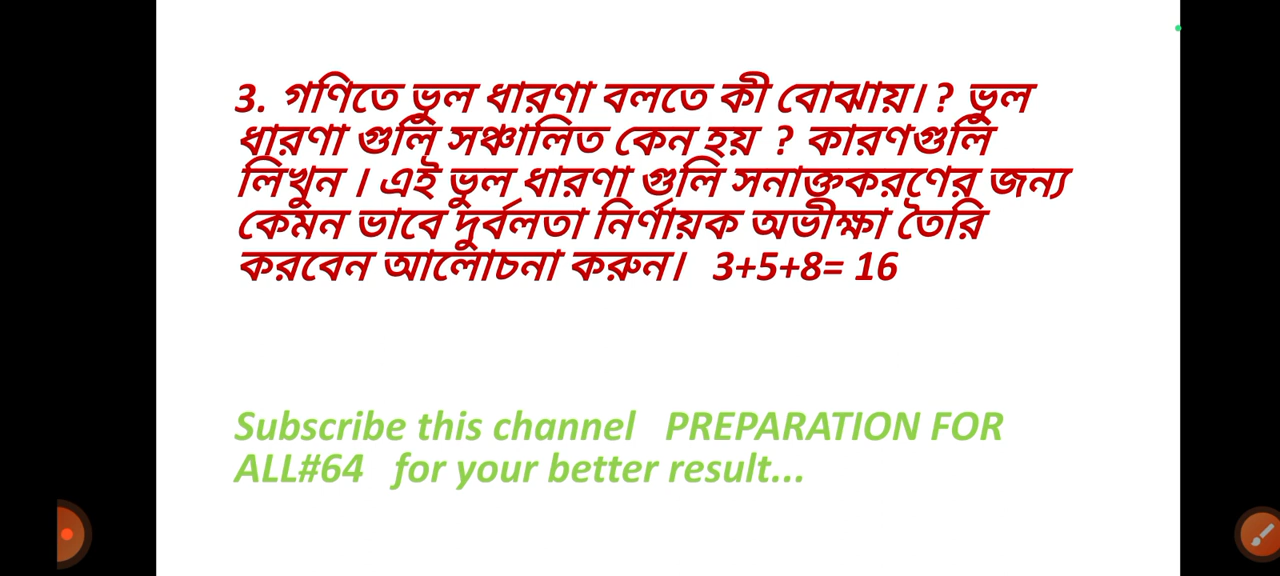 3. গণিতে ভুল ধারণা বলতে কী বোঝায়। ? ভুল
ধারণা গুলি সঞ্চালিত কেন হয় ? কারণগুলি
লিখুন । এই ভুল ধারণা গুলি সনাক্তকরণের জন্য
কেমন ভাবে দুর্বলতা নির্ণায়ক অভীক্ষা তৈরি
করবেন আলোচনা করুন। 3+5+8= 16
Subscribe this channel PREPARATION FOR
ALL#64 for your better result...